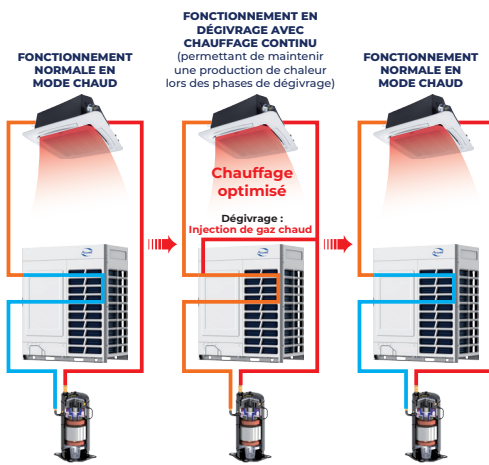 FONCTIONNEMENT
NORMALE EN
MODE CHAUD
FONCTIONNEMENT EN
DÉGIVRAGE AVEC
CHAUFFAGE CONTINU
(permettant de maintenir
une production de chaleur
lors des phases de dégivrage)
FONCTIONNEMENT
NORMALE EN
MODE CHAUD
Chauffage
optimisé
Dégivrage :
Injection de gaz chaud